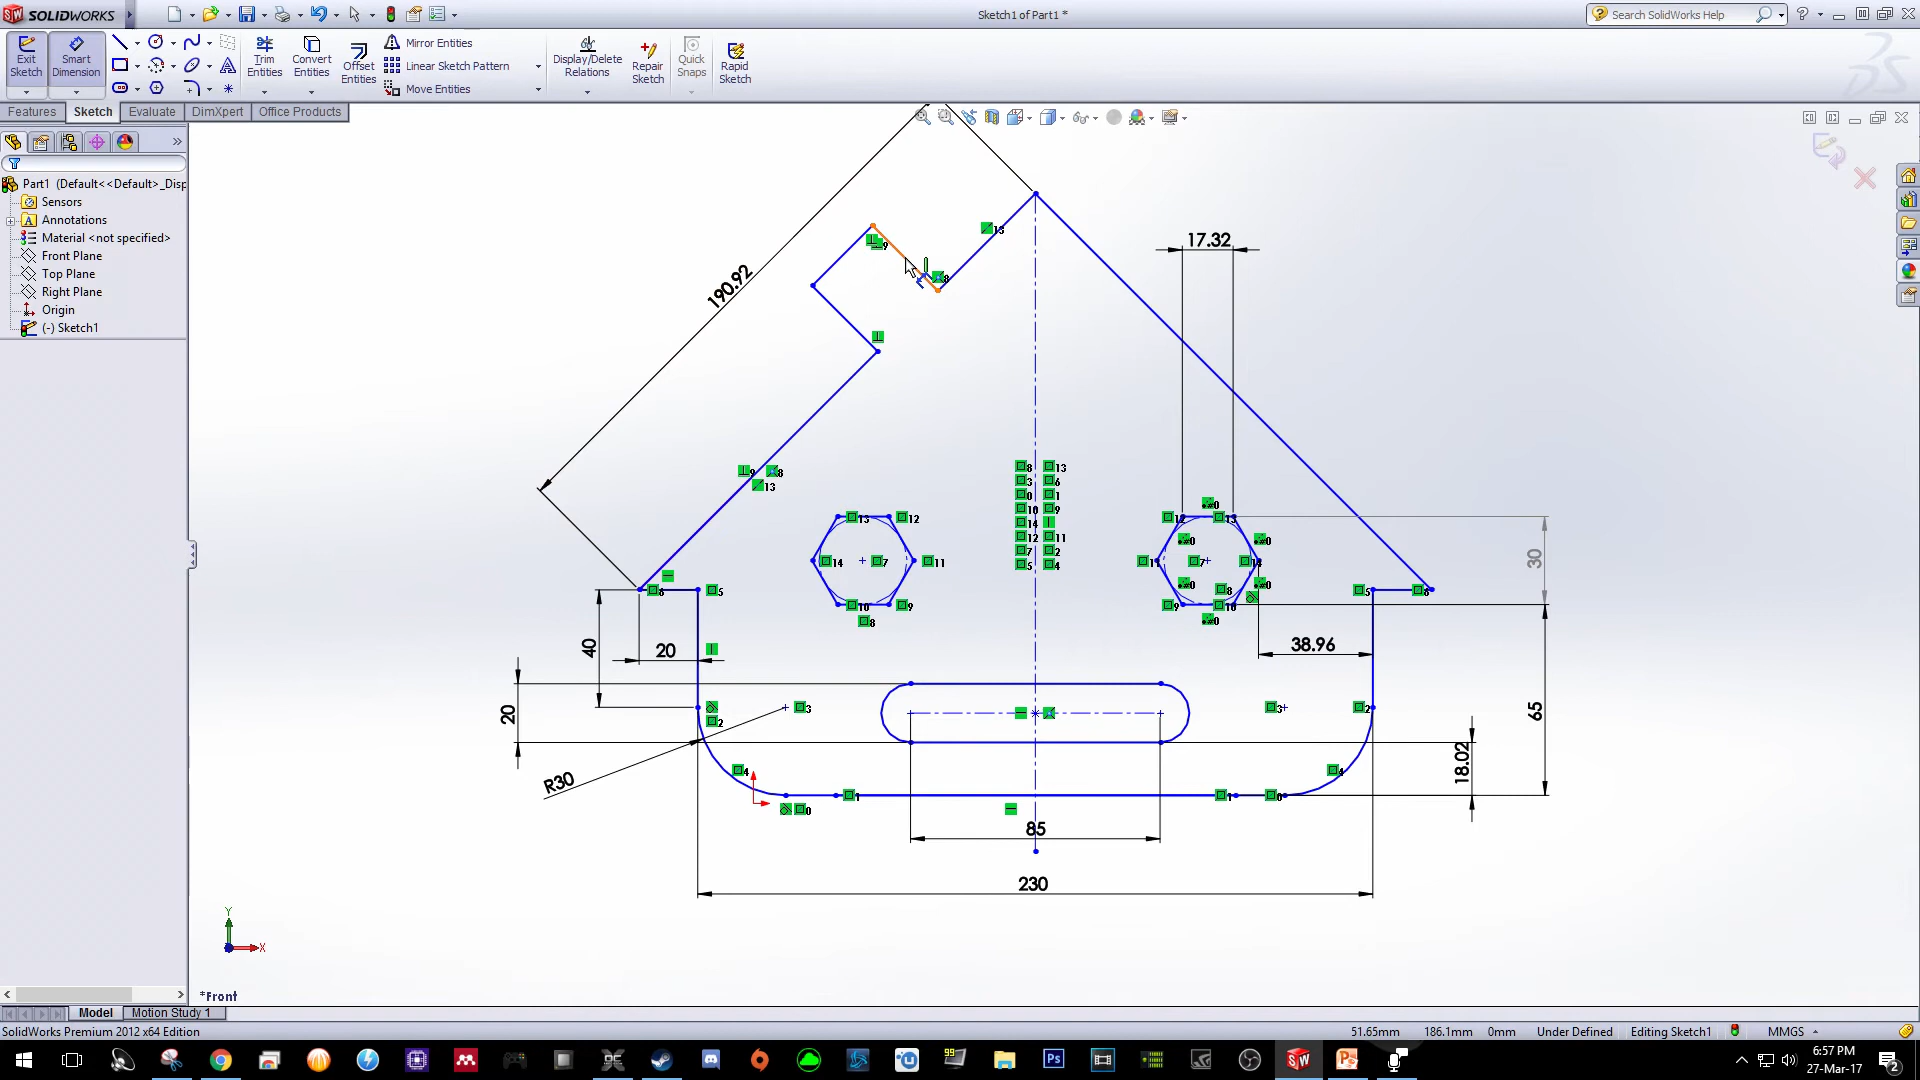 SOLIDWORKS
Sketch1 of Part1 *
Search SolidWorks Help
Exit Sketch
Smart Dimension
Trim Entities
Convert Entities
Offset Entities
Mirror Entities
Linear Sketch Pattern
Move Entities
Display/Delete Relations
Repair Sketch
Quick Snaps
Rapid Sketch
Features
Sketch
Evaluate
DimXpert
Office Products
Part1 (Default<<Default>_Disp
Sensors
Annotations
Material <not specified>
Front Plane
Top Plane
Right Plane
Origin
(-) Sketch1
190.92
17.32
30
40
20
38.96
20
65
R30
18.02
85
230
Y
X
*Front
Model
Motion Study 1
SolidWorks Premium 2012 x64 Edition
51.65mm
186.1mm
0mm
Under Defined
Editing Sketch1
MMGS
6:57 PM
27-Mar-17